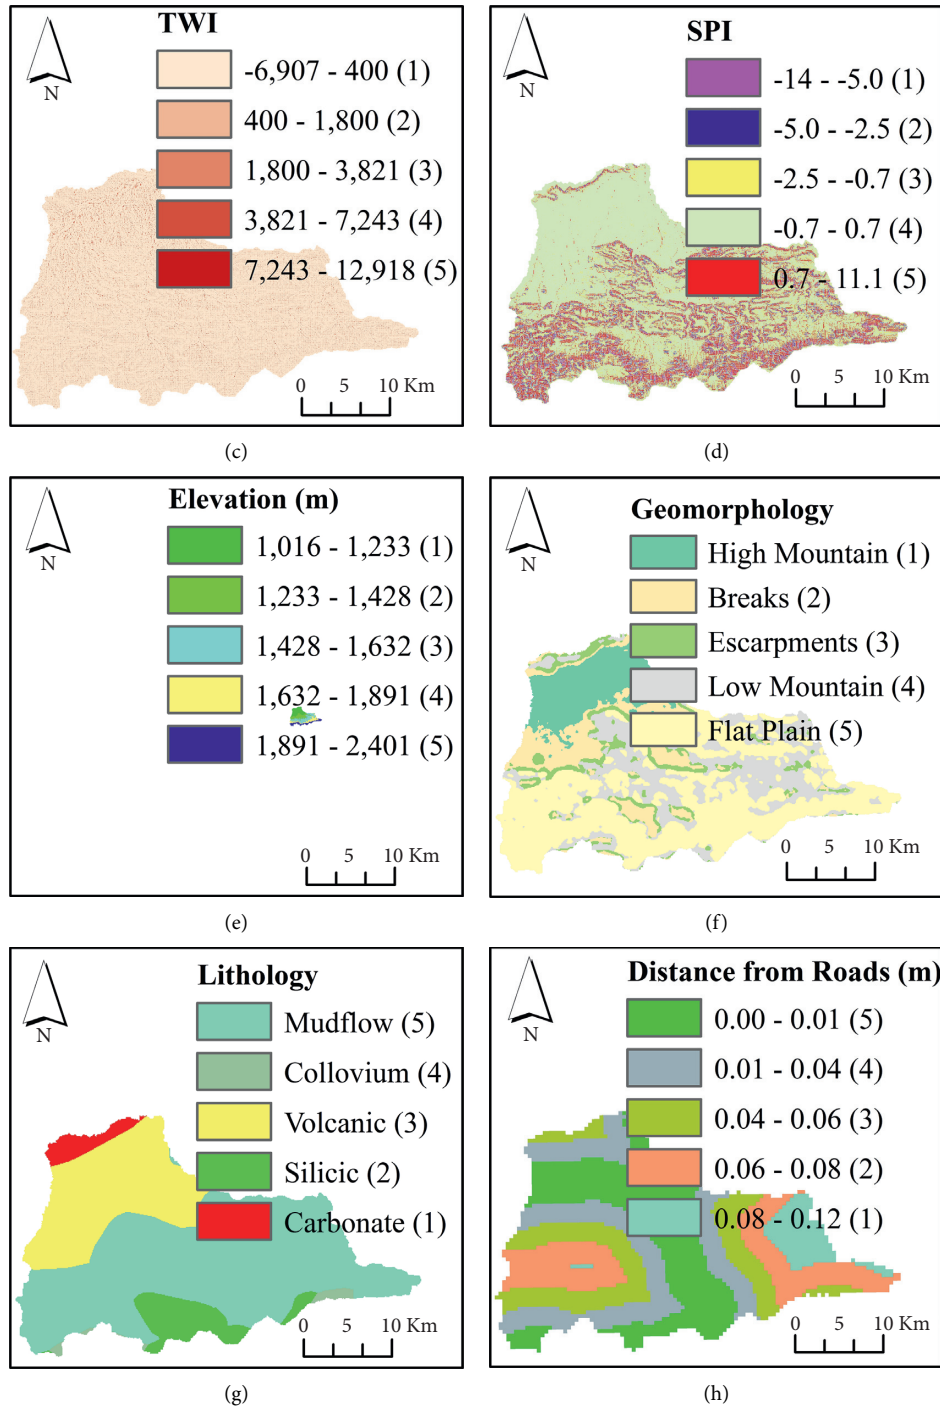 TWI
-6,907 - 400 (1)
400 - 1,800 (2)
1,800 - 3,821 (3)
3,821 - 7,243 (4)
7,243 - 12,918 (5)
N
0 5 10 Km
(c)
SPI
-14 - -5.0 (1)
-5.0 - -2.5 (2)
-2.5 - -0.7 (3)
-0.7 - 0.7 (4)
0.7 - 11.1 (5)
N
0 5 10 Km
(d)
Elevation (m)
1,016 - 1,233 (1)
1,233 - 1,428 (2)
1,428 - 1,632 (3)
1,632 - 1,891 (4)
1,891 - 2,401 (5)
N
0 5 10 Km
(e)
Geomorphology
High Mountain (1)
Breaks (2)
Escarpments (3)
Low Mountain (4)
Flat Plain (5)
N
0 5 10 Km
(f)
Lithology
Mudflow (5)
Collovium (4)
Volcanic (3)
Silicic (2)
Carbonate (1)
N
0 5 10 Km
(g)
Distance from Roads (m)
0.00 - 0.01 (5)
0.01 - 0.04 (4)
0.04 - 0.06 (3)
0.06 - 0.08 (2)
0.08 - 0.12 (1)
N
0 5 10 Km
(h)